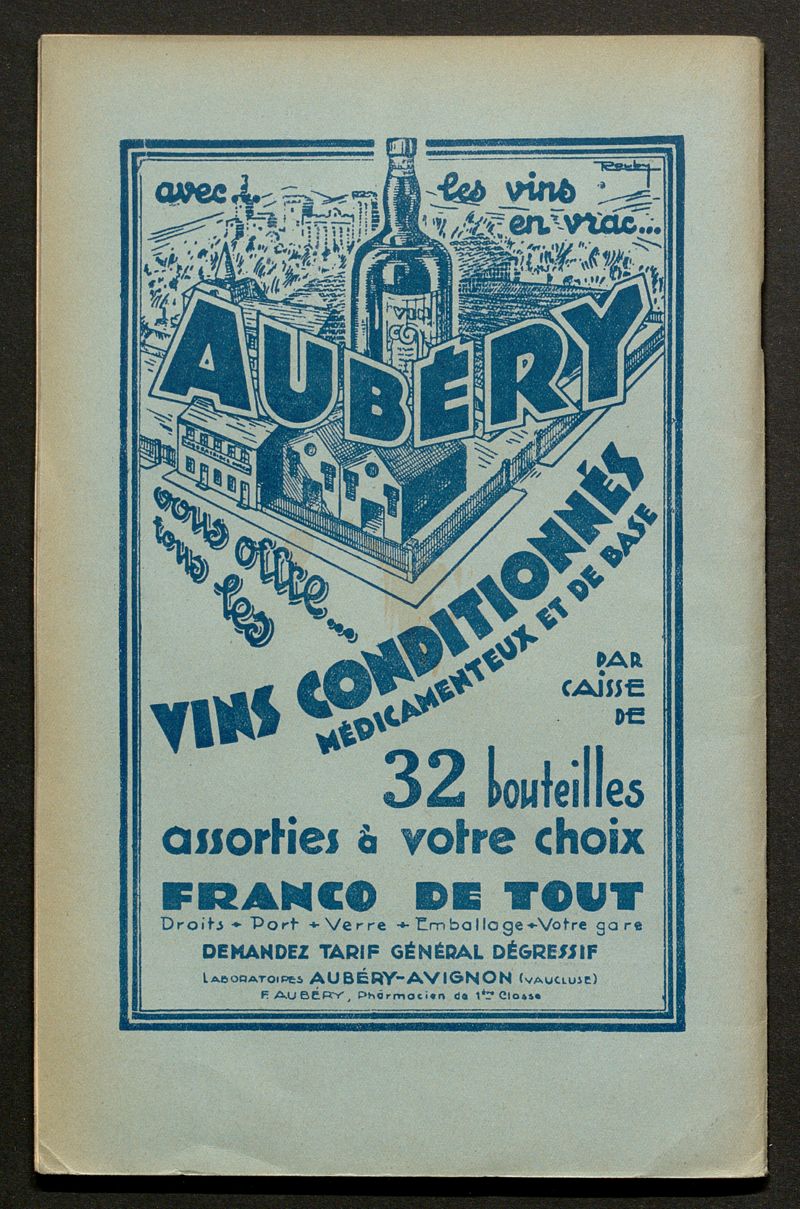 Rouby
avec... les vins
en vrac...
VIN
AUBÉRY
vous offre...
tous les
VINS CONDITIONNÉS
MÉDICAMENTEUX ET DE BASE
PAR
CAISSE
DE
32 bouteilles
assorties à votre choix
FRANCO DE TOUT
Droits + Port + Verre + Emballage + Votre gare
DEMANDEZ TARIF GÉNÉRAL DÉGRESSIF
LABORATOIRES AUBÉRY-AVIGNON (VAUCLUSE)
F. AUBÉRY, Pharmacien de 1ère Classe